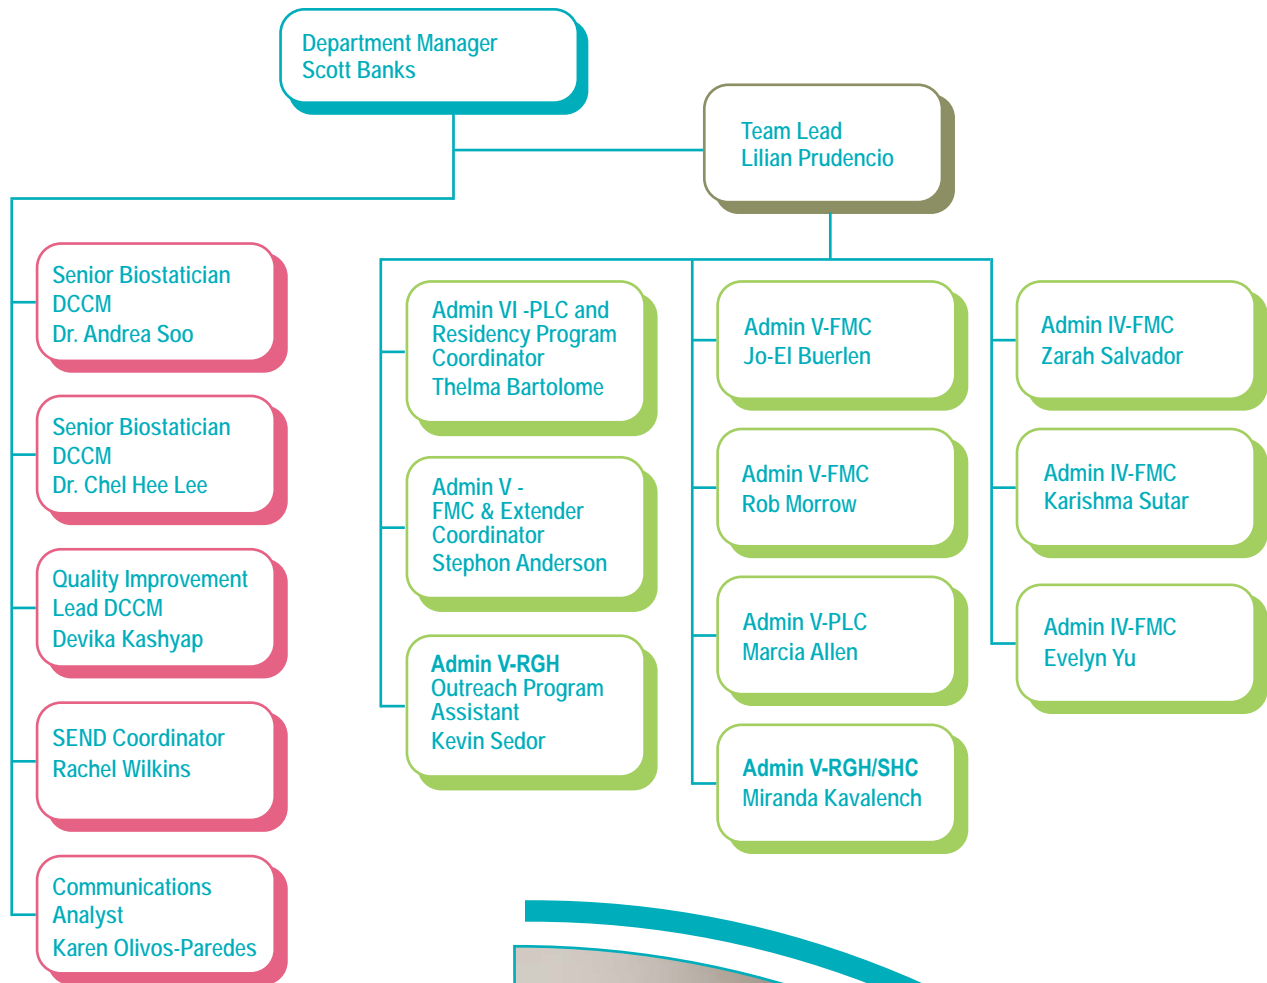 Department Manager
Scott Banks
Team Lead
Lilian Prudencio
Senior Biostatician
DCCM
Dr. Andrea Soo
Senior Biostatician
DCCM
Dr. Chel Hee Lee
Quality Improvement
Lead DCCM
Devika Kashyap
SEND Coordinator
Rachel Wilkins
Communications
Analyst
Karen Olivos-Paredes
Admin VI -PLC and
Residency Program
Coordinator
Thelma Bartolome
Admin V -
FMC & Extender
Coordinator
Stephon Anderson
Admin V-RGH
Outreach Program
Assistant
Kevin Sedor
Admin V-FMC
Jo-El Buerlen
Admin V-FMC
Rob Morrow
Admin V-PLC
Marcia Allen
Admin V-RGH/SHC
Miranda Kavalench
Admin IV-FMC
Zarah Salvador
Admin IV-FMC
Karishma Sutar
Admin IV-FMC
Evelyn Yu